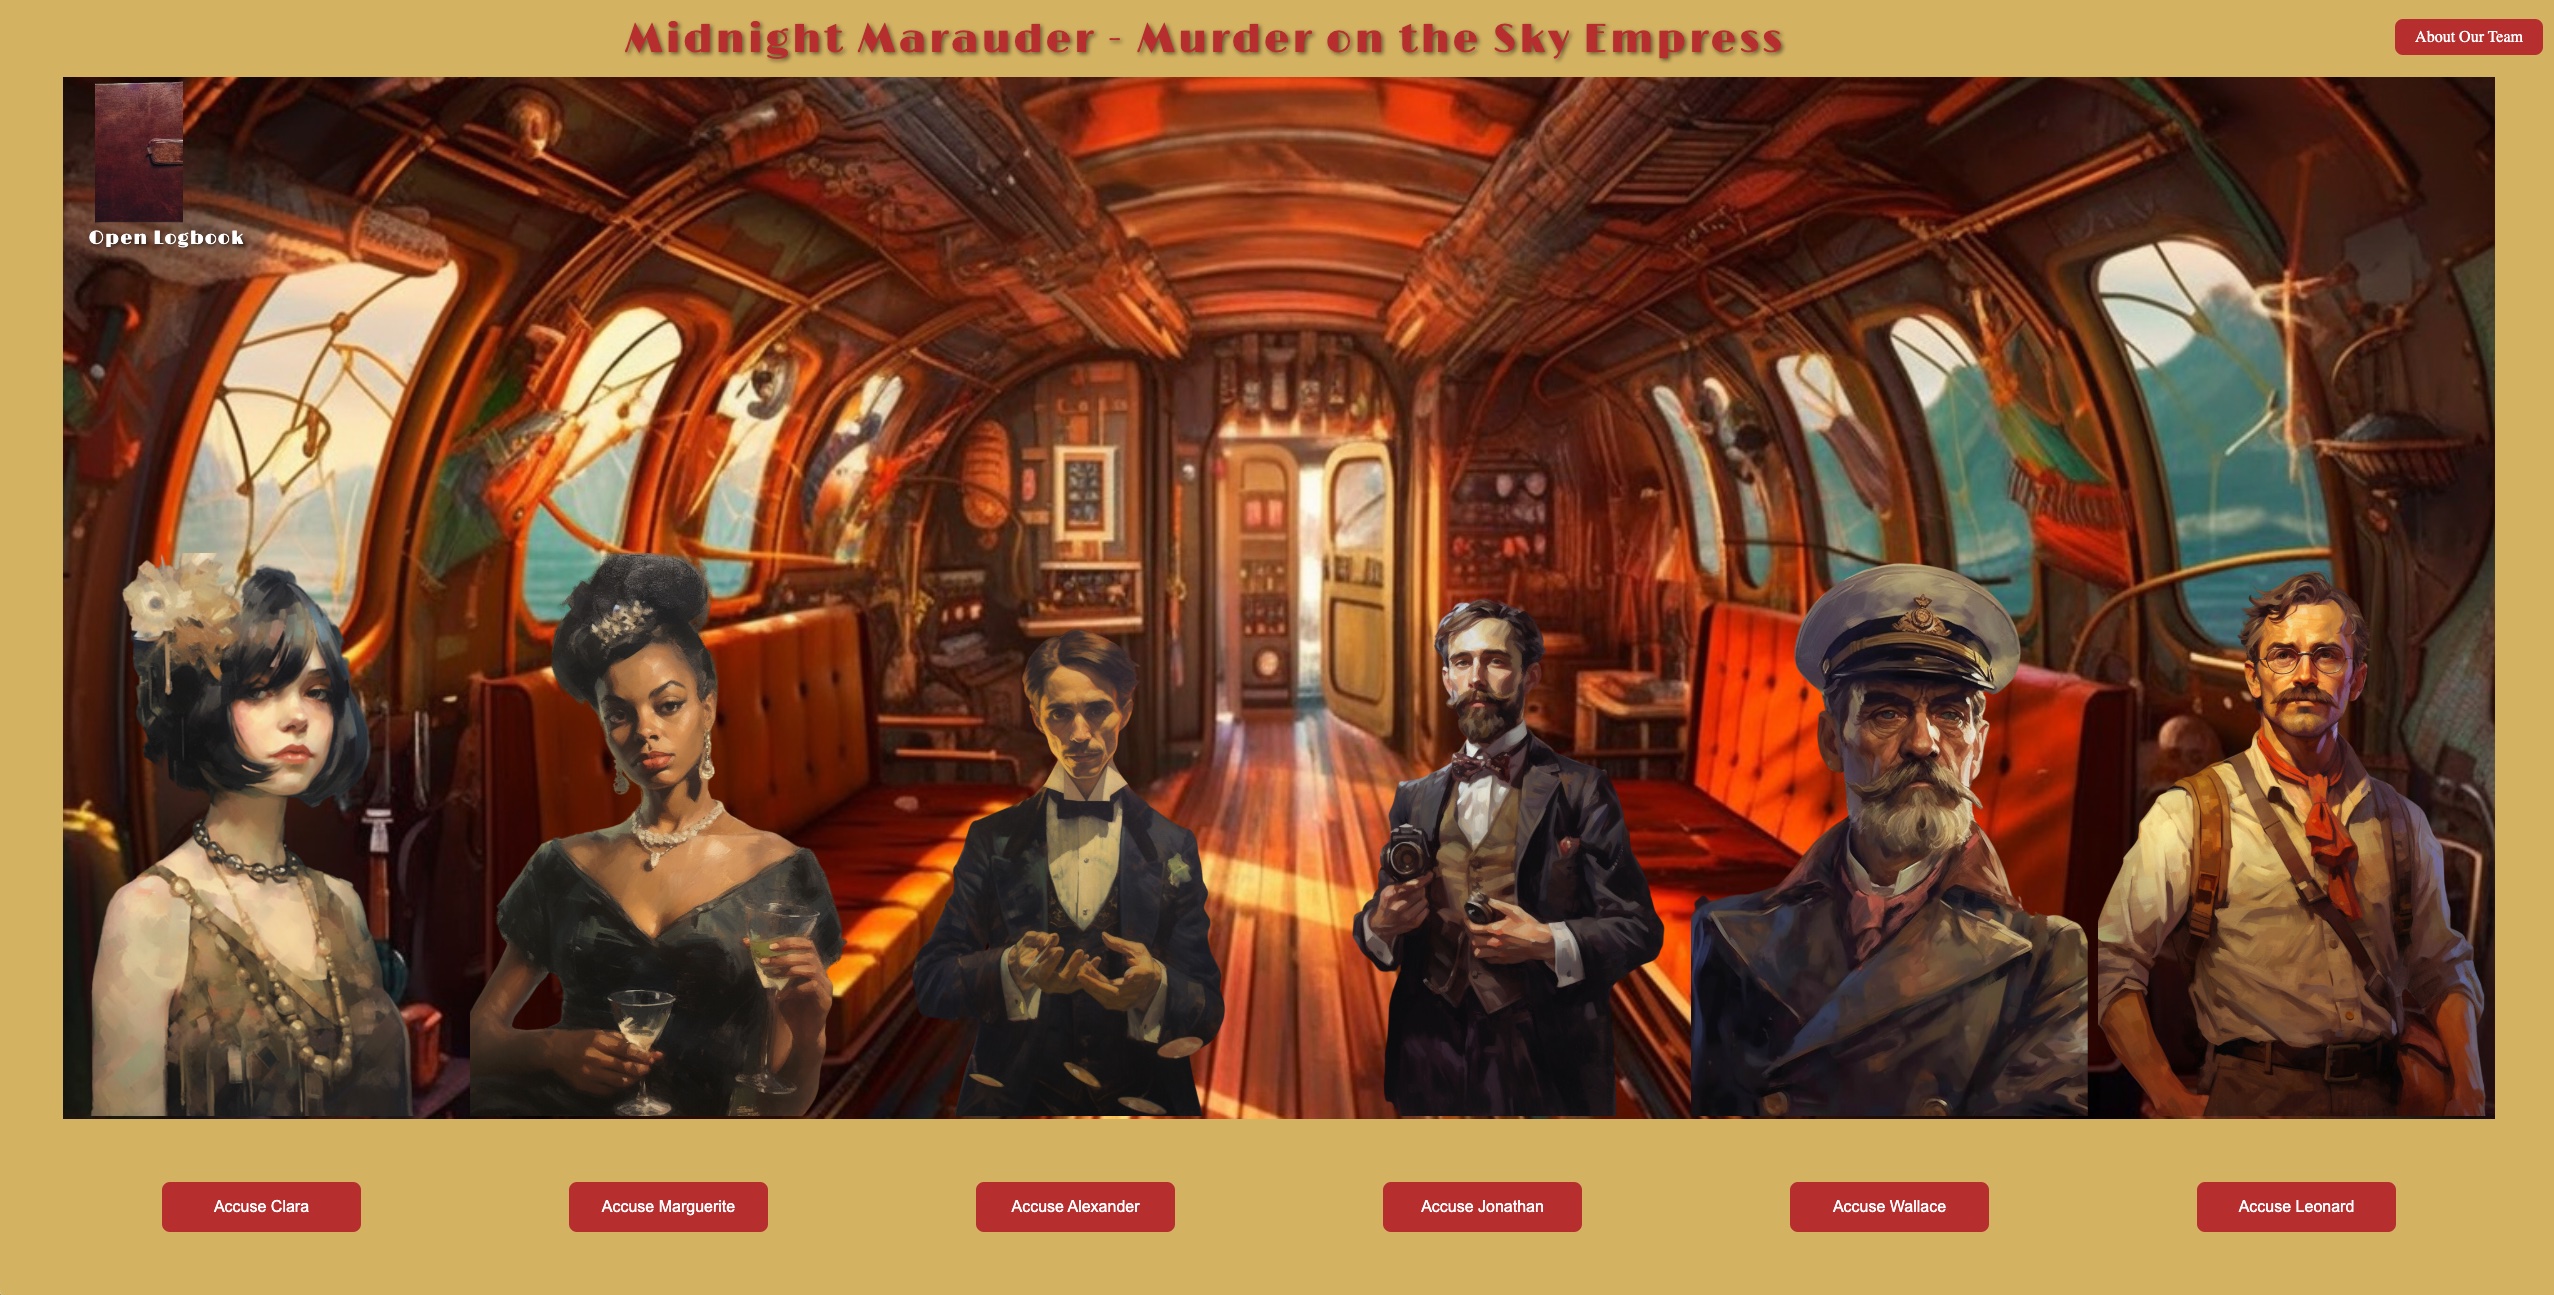 Midnight Marauder - Murder on the Sky Empress
About Our Team
Open Logbook
Accuse Clara
Accuse Marguerite
Accuse Alexander
Accuse Jonathan
Accuse Wallace
Accuse Leonard